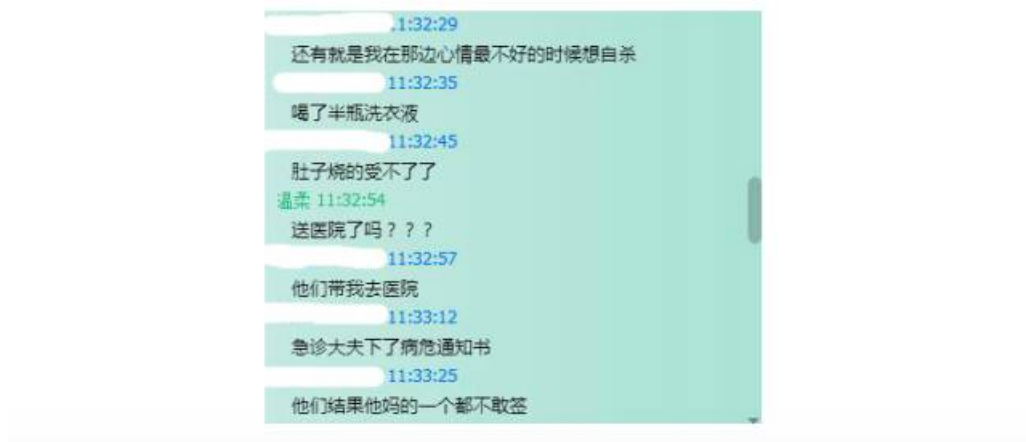 1:32:29
还有就是我在那边心情最不好的时候想自杀
11:32:35
喝了半瓶洗衣液
11:32:45
肚子烧的受不了了
温柔 11:32:54
送医院了吗？？？
11:32:57
他们带我去医院
11:33:12
急诊大夫下了病危通知书
11:33:25
他们结果他妈的一个都不敢签